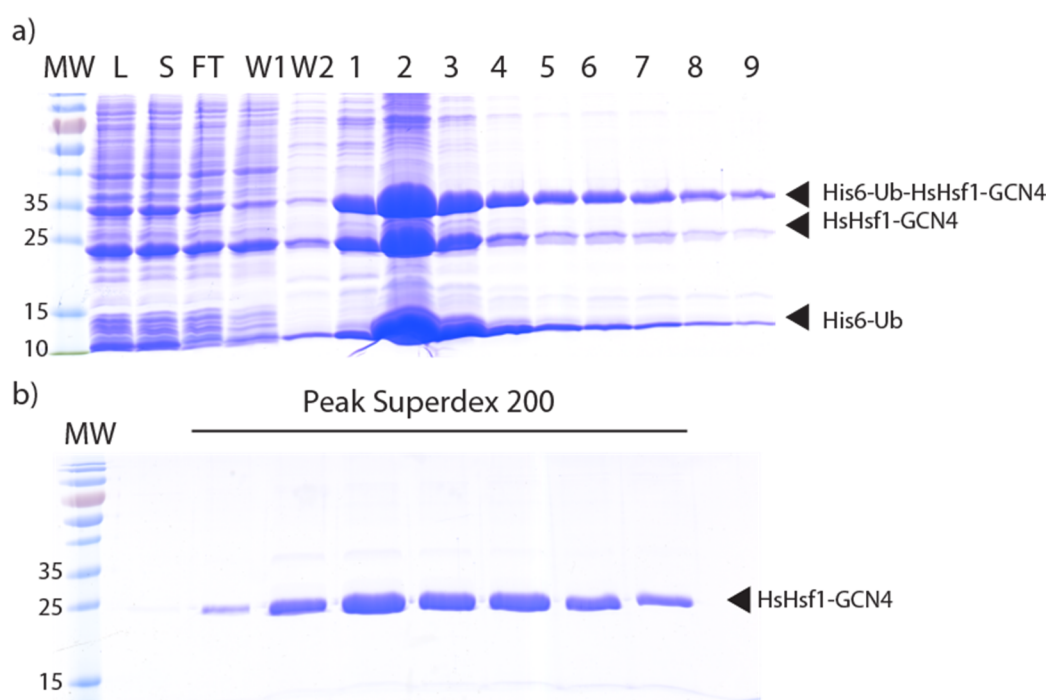 a)
MW L S FT W1 W2 1 2 3 4 5 6 7 8 9
35
25
15
10
His6-Ub-HsHsf1-GCN4
HsHsf1-GCN4
His6-Ub
b)
Peak Superdex 200
MW
35
25
15
HsHsf1-GCN4